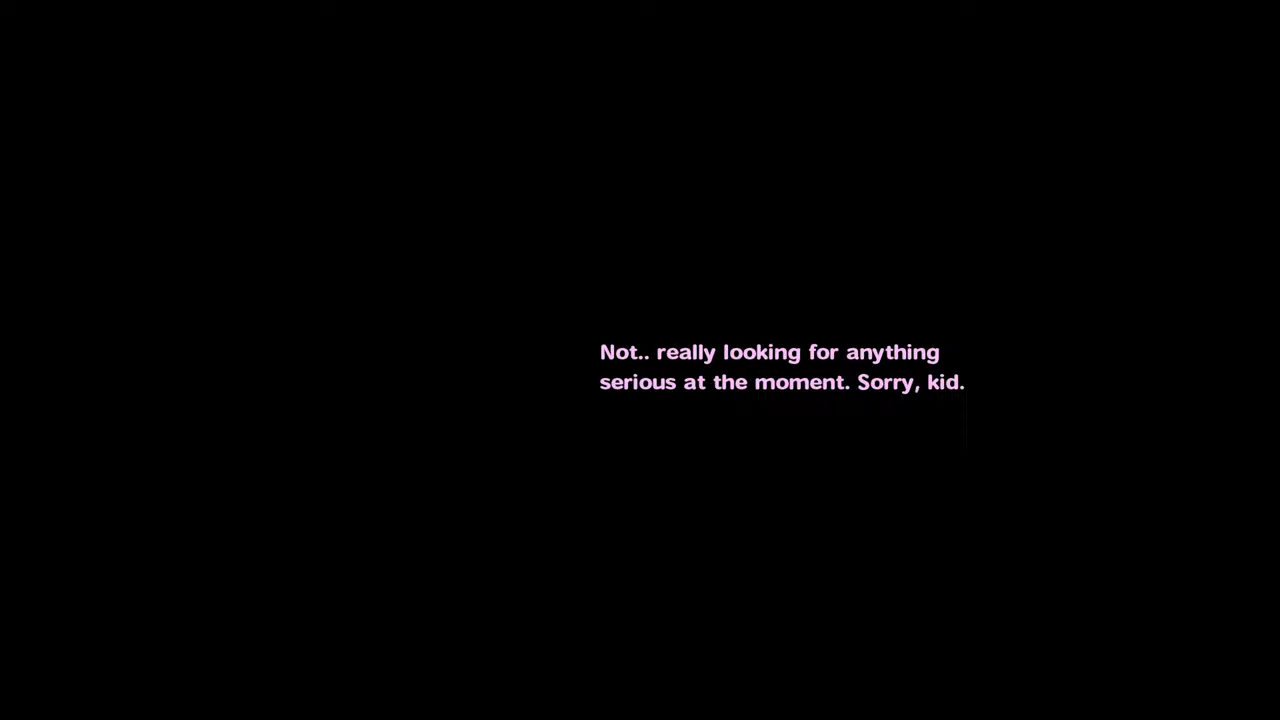 Not.. really looking for anything
serious at the moment. Sorry, kid.